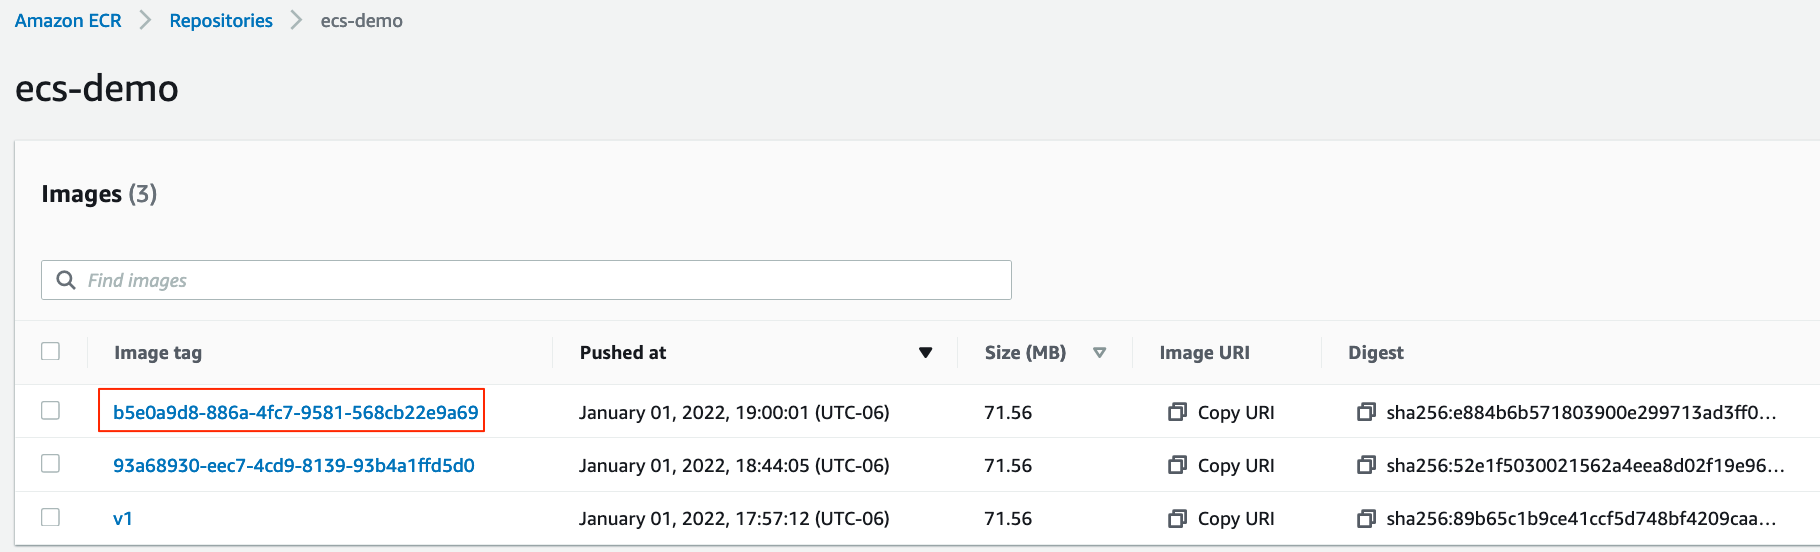 Amazon ECR > Repositories > ecs-demo
ecs-demo
Images (3)
Find images
Image tag Pushed at Size (MB) Image URI Digest
b5e0a9d8-886a-4fc7-9581-568cb22e9a69 January 01, 2022, 19:00:01 (UTC-06) 71.56 Copy URI sha256:e884b6b571803900e299713ad3ff0...
93a68930-eec7-4cd9-8139-93b4a1ffd5d0 January 01, 2022, 18:44:05 (UTC-06) 71.56 Copy URI sha256:52e1f5030021562a4eea8d02f19e96...
v1 January 01, 2022, 17:57:12 (UTC-06) 71.56 Copy URI sha256:89b65c1b9ce41ccf5d748bf4209caa...